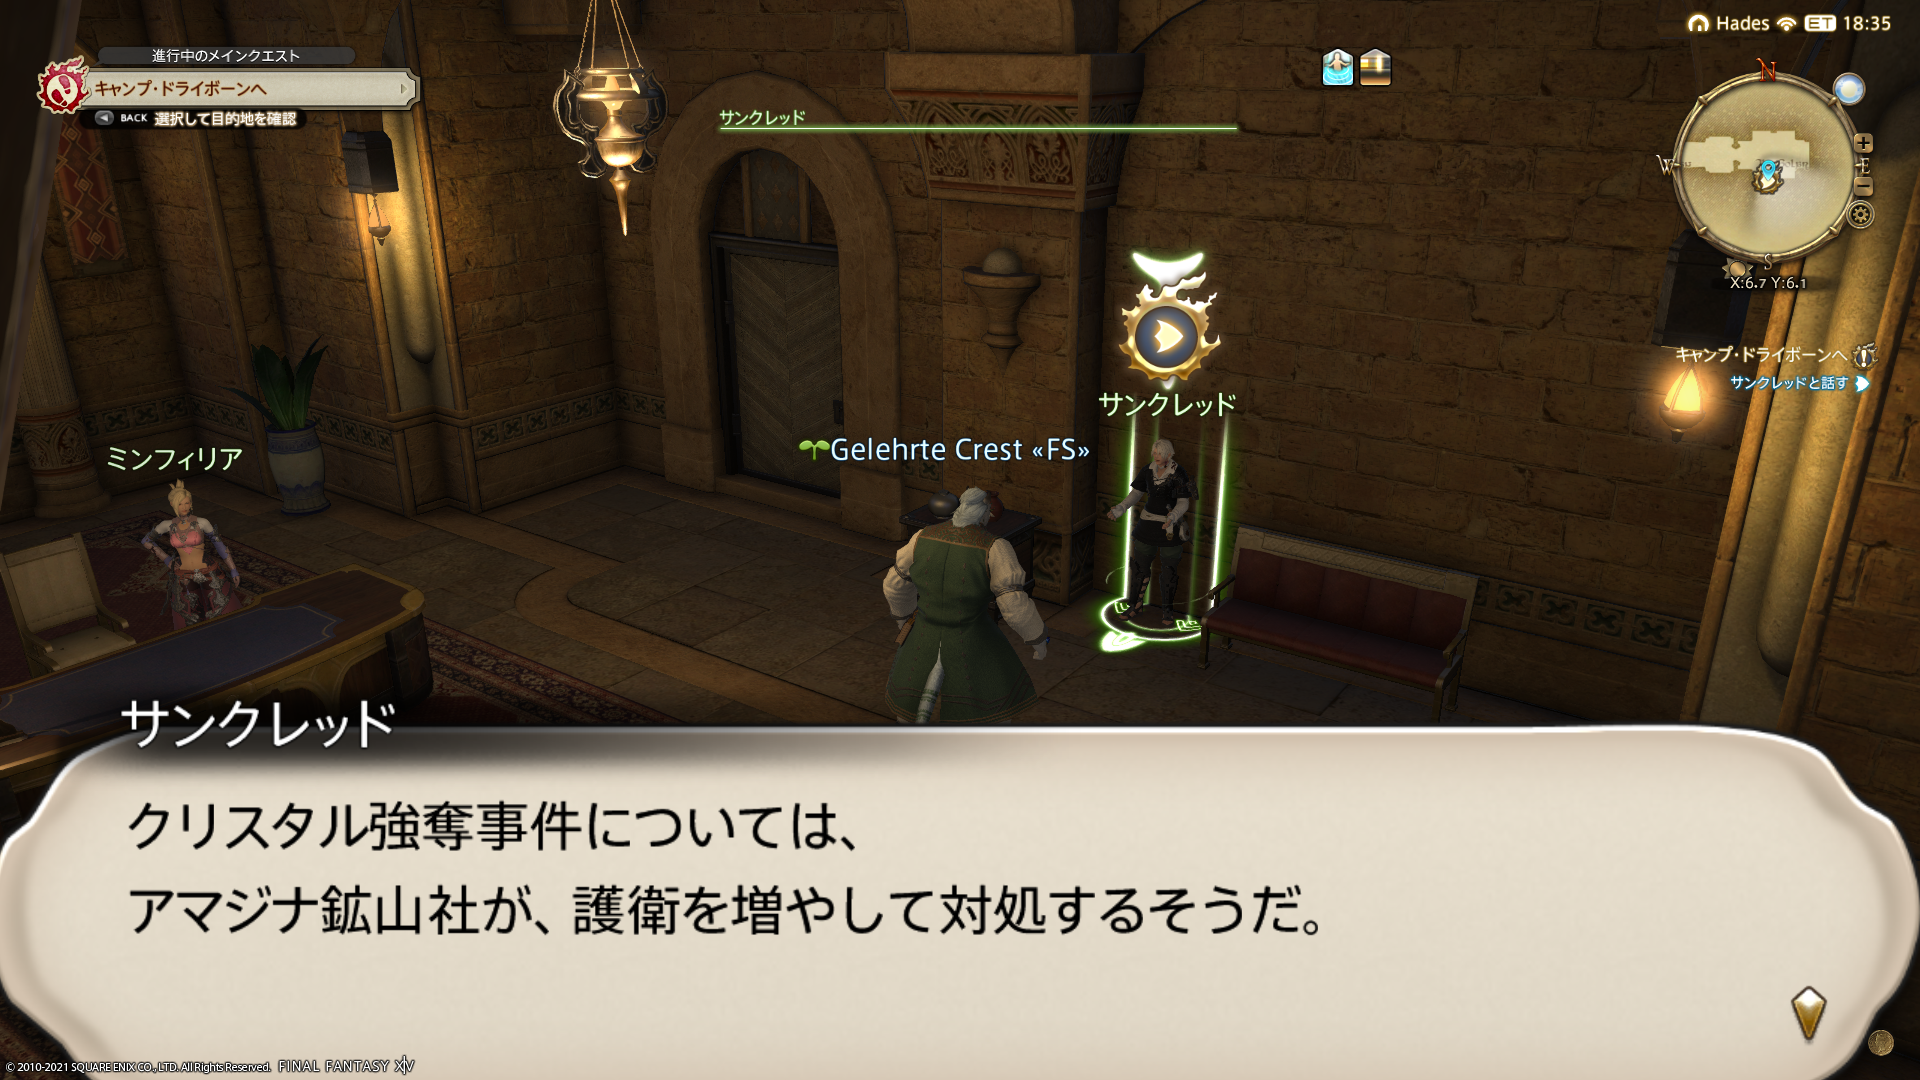 Hades ET 18:35
進行中のメインクエスト
キャンプ・ドライボーンへ
BACK 選択して目的地を確認
サンクレッド
N
W
E
S
X:6.7 Y:6.1
キャンプ・ドライボーンへ
サンクレッドと話す
サンクレッド
Gelehrte Crest «FS»
ミンフィリア
サンクレッド
クリスタル強奪事件については、
アマジナ鉱山社が、護衛を増やして対処するそうだ。
© 2010-2021 SQUARE ENIX CO., LTD. All Rights Reserved. FINAL FANTASY XIV